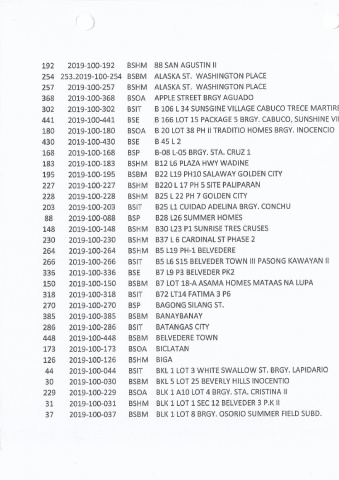 192 2019-100-192 BSHM 88 SAN AGUSTIN II
254 253.2019-100-254 BSBM ALASKA ST. WASHINGTON PLACE
257 2019-100-257 BSHM ALASKA ST. WASHINGTON PLACE
368 2019-100-368 BSOA APPLE STREET BRGY AGUADO
302 2019-100-302 BSIT B 106 L 34 SUNSGINE VILLAGE CABUCO TRECE MARTIRE
441 2019-100-441 BSE B 166 LOT 15 PACKAGE 5 BRGY. CABUCO, SUNSHINE VI
180 2019-100-180 BSOA B 20 LOT 38 PH II TRADITIO HOMES BRGY. INOCENCIO
430 2019-100-430 BSE B 45 L 2
168 2019-100-168 BSP B-08 L-05 BRGY. STA. CRUZ 1
183 2019-100-183 BSHM B12 L6 PLAZA HWY WADINE
195 2019-100-195 BSBM B22 L19 PH10 SALAWAY GOLDEN CITY
227 2019-100-227 BSHM B220 L 17 PH 5 SITE PALIPARAN
228 2019-100-228 BSHM B25 L 22 PH 7 GOLDEN CITY
203 2019-100-203 BSIT B25 L1 CUIDAD ADELINA BRGY. CONCHU
88 2019-100-088 BSP B28 L26 SUMMER HOMES
148 2019-100-148 BSHM B30 L23 P1 SUNRISE TRES CRUSES
230 2019-100-230 BSHM B37 L 6 CARDINAL ST PHASE 2
264 2019-100-264 BSHM B5 L19 PH-1 BELVEDERE
266 2019-100-266 BSIT B5 L6 S15 BELVEDER TOWN III PASONG KAWAYAN II
336 2019-100-336 BSE B7 L9 P3 BELVEDER PK2
150 2019-100-150 BSBM B7 LOT 18-A ASAMA HOMES MATAAS NA LUPA
318 2019-100-318 BSIT B72 LT14 FATIMA 3 P6
270 2019-100-270 BSP BAGONG SILANG ST.
385 2019-100-385 BSBM BANAYBANAY
286 2019-100-286 BSIT BATANGAS CITY
448 2019-100-448 BSBM BELVEDERE TOWN
173 2019-100-173 BSOA BICLATAN
126 2019-100-126 BSHM BIGA
44 2019-100-044 BSIT BKL 1 LOT 3 WHITE SWALLOW ST. BRGY. LAPIDARIO
30 2019-100-030 BSBM BKL 5 LOT 25 BEVERLY HILLS INOCENTIO
229 2019-100-229 BSOA BLK 1 A10 LOT 4 BRGY. STA. CRISTINA II
31 2019-100-031 BSHM BLK 1 LOT 1 SEC 12 BELVEDER 3 P.K II
37 2019-100-037 BSBM BLK 1 LOT 8 BRGY. OSORIO SUMMER FIELD SUBD.